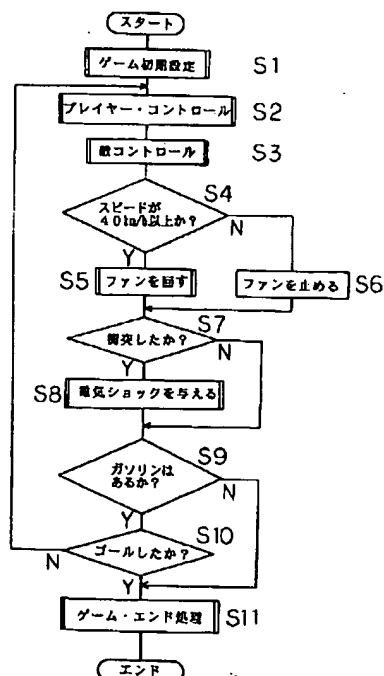 スタート
ゲーム初期設定 S1
プレイヤー・コントロール S2
敵コントロール S3
S4
スピードが
40km/h以上か？ N
Y
S5 ファンを回す
ファンを止める S6
S7
衝突したか？ N
Y
S8 電気ショックを与える
S9
ガソリンは
あるか？ N
Y
S10
ゴールしたか？
N
Y
ゲーム・エンド処理 S11
エンド